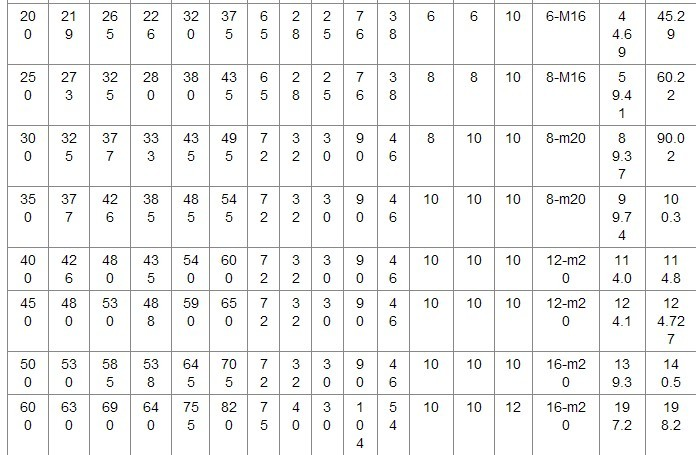 20 21 26 22 32 37 6 2 2 7 3 6 6 10 6-M16 4 45.2
0 9 5 6 0 5 5 8 5 6 8 4.6 9
9
25 27 32 28 38 43 6 2 2 7 3 8 8 10 8-M16 5 60.2
0 3 5 0 0 5 5 8 5 6 8 9.4 2
1
30 32 37 33 43 49 7 3 3 9 4 8 10 10 8-m20 8 90.0
0 5 7 3 5 5 2 2 0 0 6 9.3 2
7
35 37 42 38 48 54 7 3 3 9 4 10 10 10 8-m20 9 10
0 7 6 5 5 5 2 2 0 0 6 9.7 0.3
4
40 42 48 43 54 60 7 3 3 9 4 10 10 10 12-m2 11 11
0 6 0 5 0 0 2 2 0 0 6 0 4.0 4.8
45 48 53 48 59 65 7 3 3 9 4 10 10 10 12-m2 12 12
0 0 0 8 0 0 2 2 0 0 6 0 4.1 4.72
7
50 53 58 53 64 70 7 3 3 9 4 10 10 10 16-m2 13 14
0 0 5 8 5 5 2 2 0 0 6 0 9.3 0.5
60 63 69 64 75 82 7 4 3 1 5 10 10 12 16-m2 19 19
0 0 0 0 5 0 5 0 0 0 4 0 7.2 8.2
4